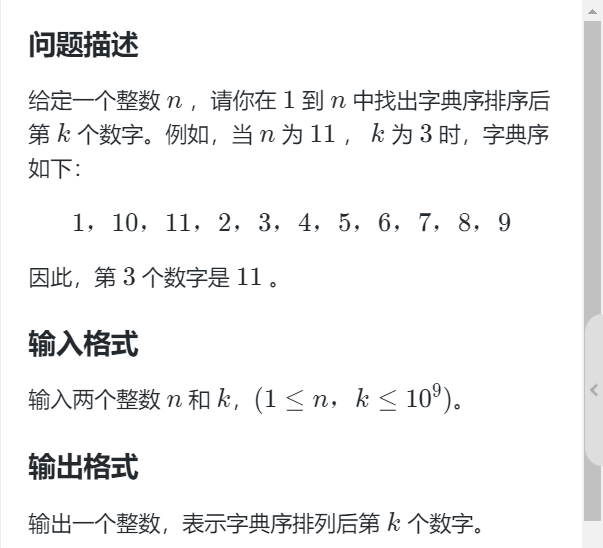 问题描述
给定一个整数 n ，请你在 1 到 n 中找出字典序排序后
第 k 个数字。例如，当 n 为 11 ， k 为 3 时，字典序
如下：
1，10，11，2，3，4，5，6，7，8，9
因此，第 3 个数字是 11 。
输入格式
输入两个整数 n 和 k，(1 ≤ n，k ≤ 10⁹)。
输出格式
输出一个整数，表示字典序排列后第 k 个数字。